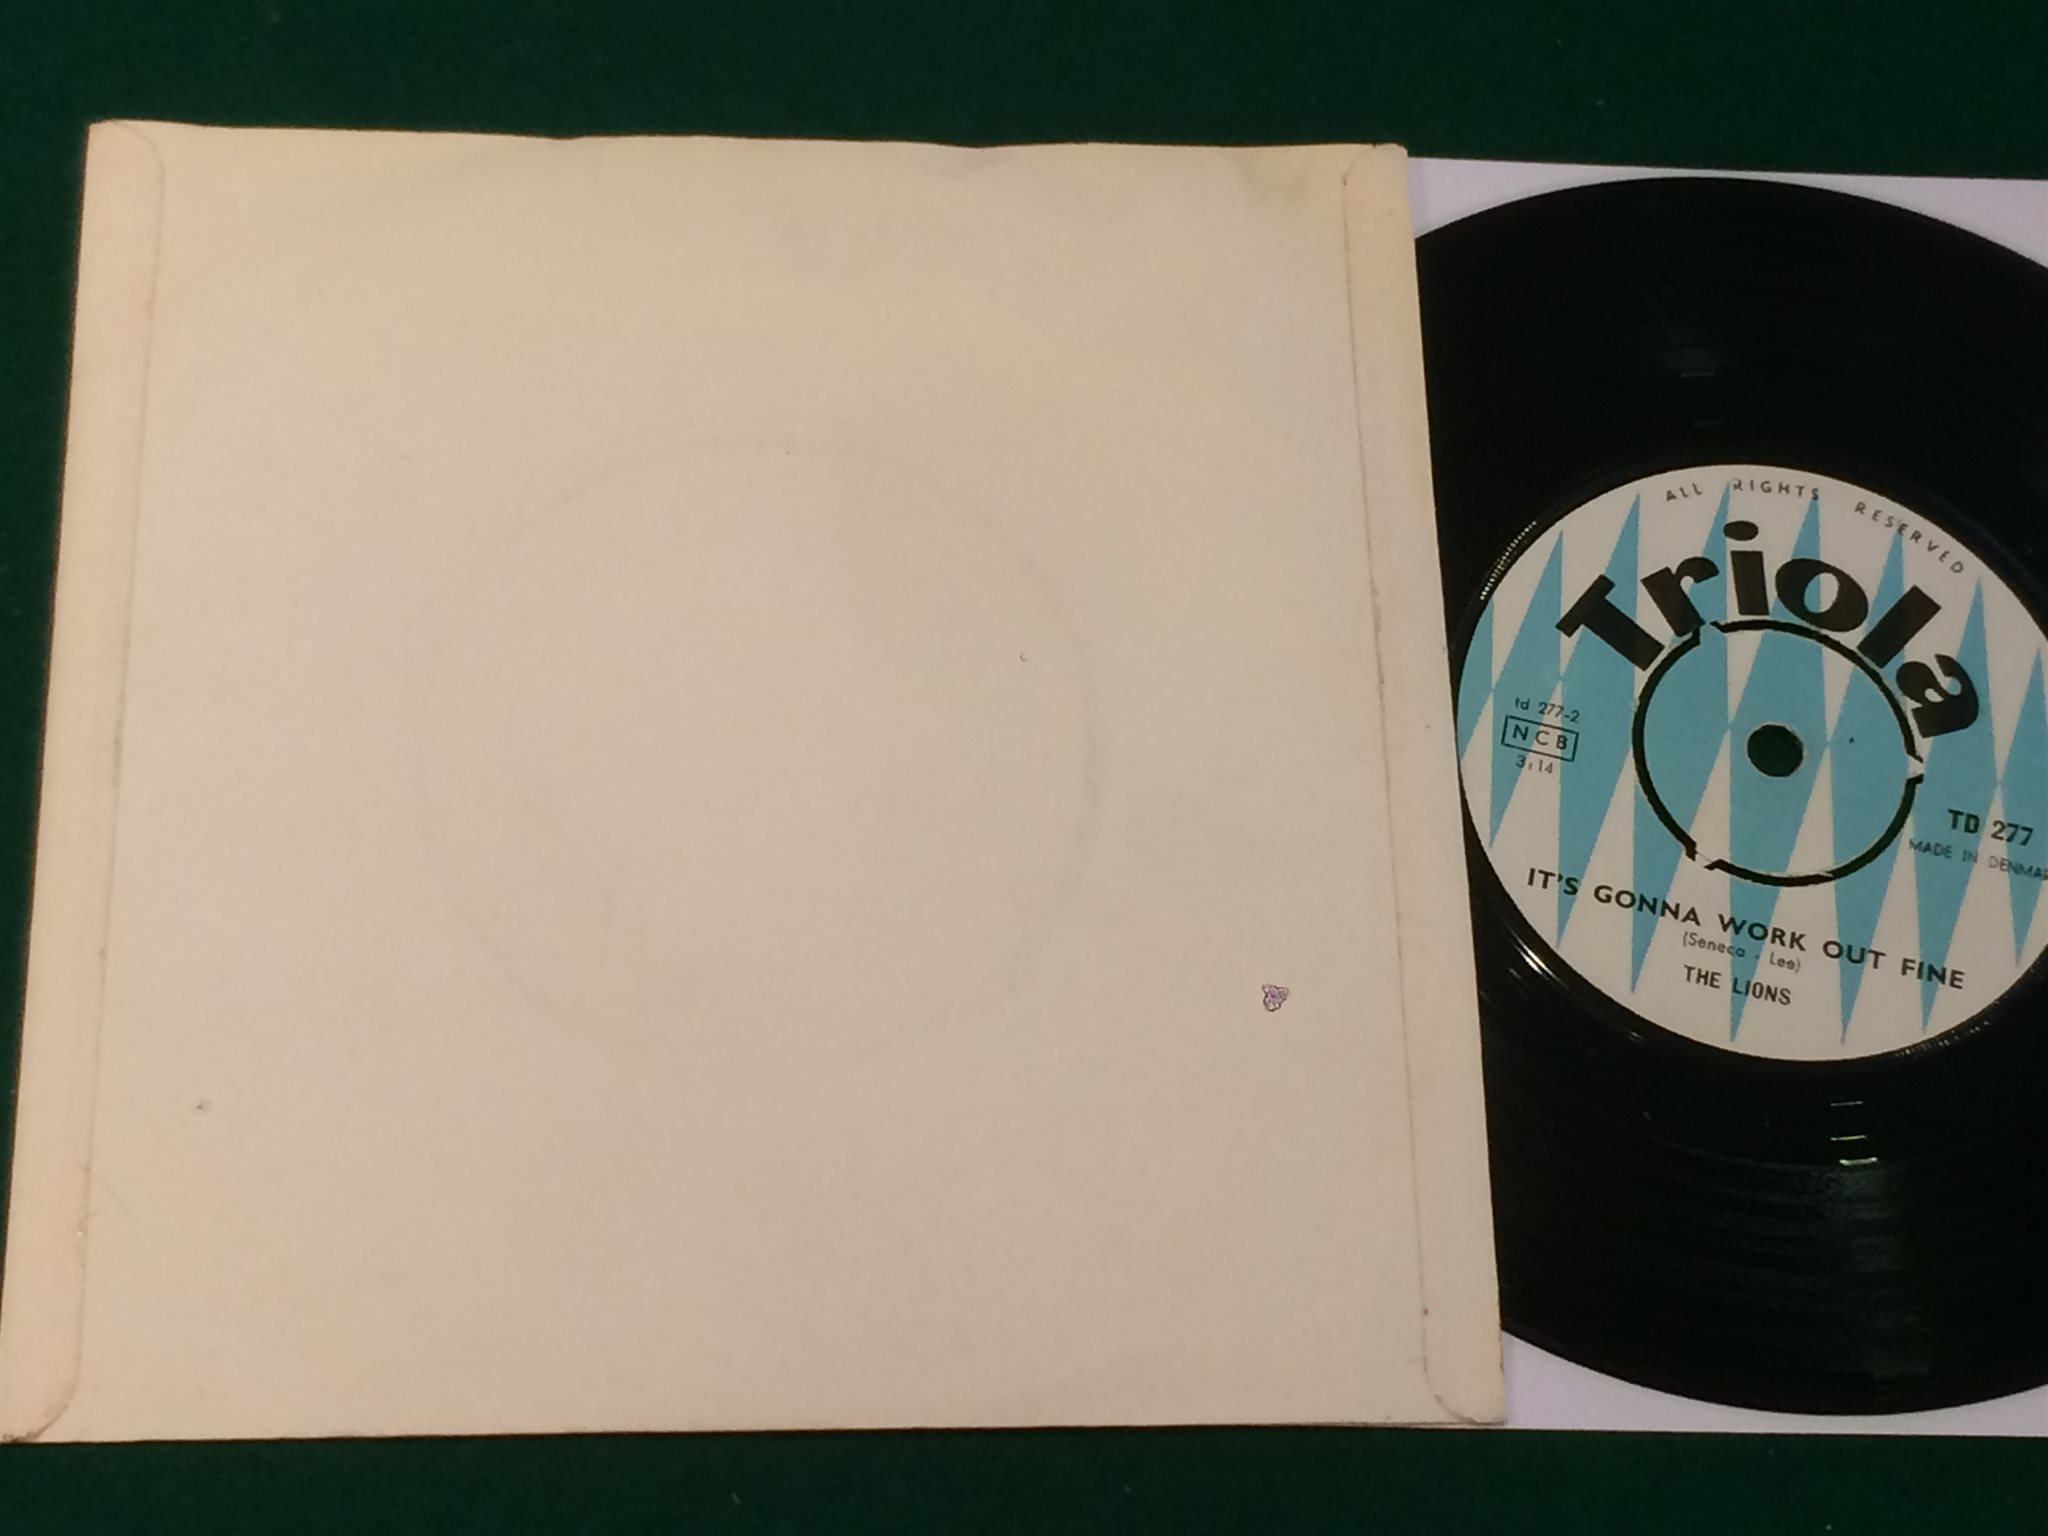 ALL RIGHTS RESERVED
Triola
td 277-2
NCB
3:14
TD 277
MADE IN
IT'S GONNA WORK OUT FINE
(Seneca - Lee)
THE LIONS